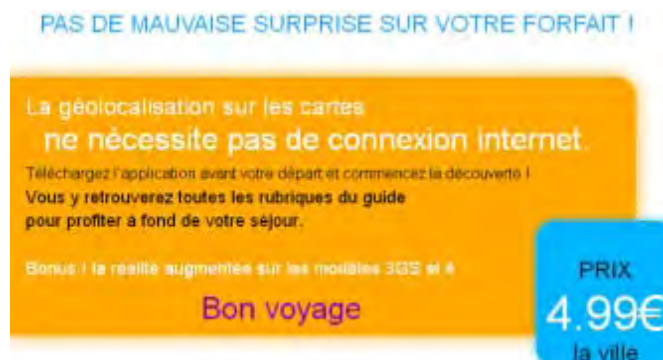 PAS DE MAUVAISE SURPRISE SUR VOTRE FORFAIT !
La géolocalisation sur les cartes
ne nécessite pas de connexion internet.
Téléchargez l'application avant votre départ et commencez la découverte !
Vous y retrouverez toutes les rubriques du guide
pour profiter à fond de votre séjour.
Bonus ! la réalité augmentée sur les modèles 3GS et 4
Bon voyage
PRIX
4.99€
la ville